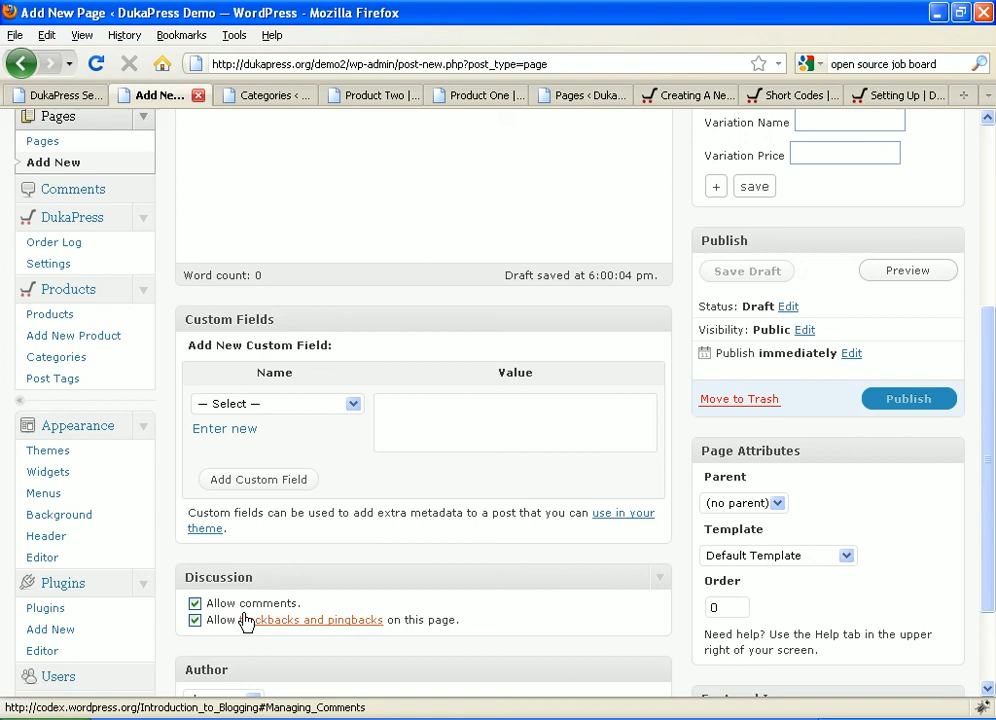 Add New Page ‹ DukaPress Demo — WordPress - Mozilla Firefox
File Edit View History Bookmarks Tools Help
http://dukapress.org/demo2/wp-admin/post-new.php?post_type=page
open source job board
DukaPress Se...
Add Ne...
Categories ‹ ...
Product Two |...
Product One |...
Pages ‹ Duka...
Creating A Ne...
Short Codes |...
Setting Up | D...
Pages
Pages
Add New
Comments
DukaPress
Order Log
Settings
Products
Products
Add New Product
Categories
Post Tags
Appearance
Themes
Widgets
Menus
Background
Header
Editor
Plugins
Plugins
Add New
Editor
Users
Word count: 0
Draft saved at 6:00:04 pm.
Custom Fields
Add New Custom Field:
Name
Value
— Select —
Enter new
Add Custom Field
Custom fields can be used to add extra metadata to a post that you can use in your
theme.
Discussion
Allow comments.
Allow and pingbacks on this page.
Author
Variation Name
Variation Price
+
save
Publish
Save Draft
Preview
Status: Draft Edit
Visibility: Public Edit
Publish immediately Edit
Move to Trash
Publish
Page Attributes
Parent
(no parent)
Template
Default Template
Order
0
Need help? Use the Help tab in the upper
right of your screen.
http://codex.wordpress.org/Introduction_to_Blogging#Managing_Comments